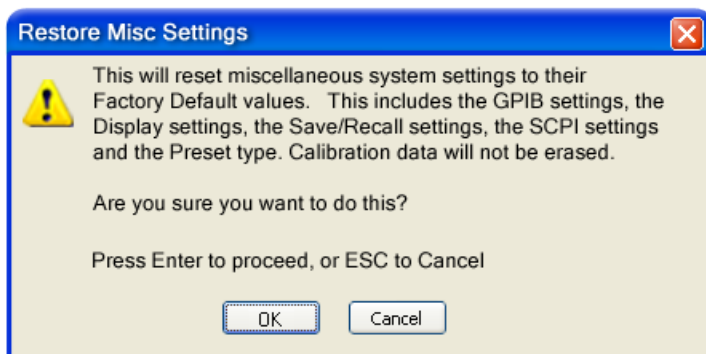 Restore Misc Settings
This will reset miscellaneous system settings to their
Factory Default values.   This includes the GPIB settings, the
Display settings, the Save/Recall settings, the SCPI settings
and the Preset type. Calibration data will not be erased.
Are you sure you want to do this?
Press Enter to proceed, or ESC to Cancel
OK
Cancel